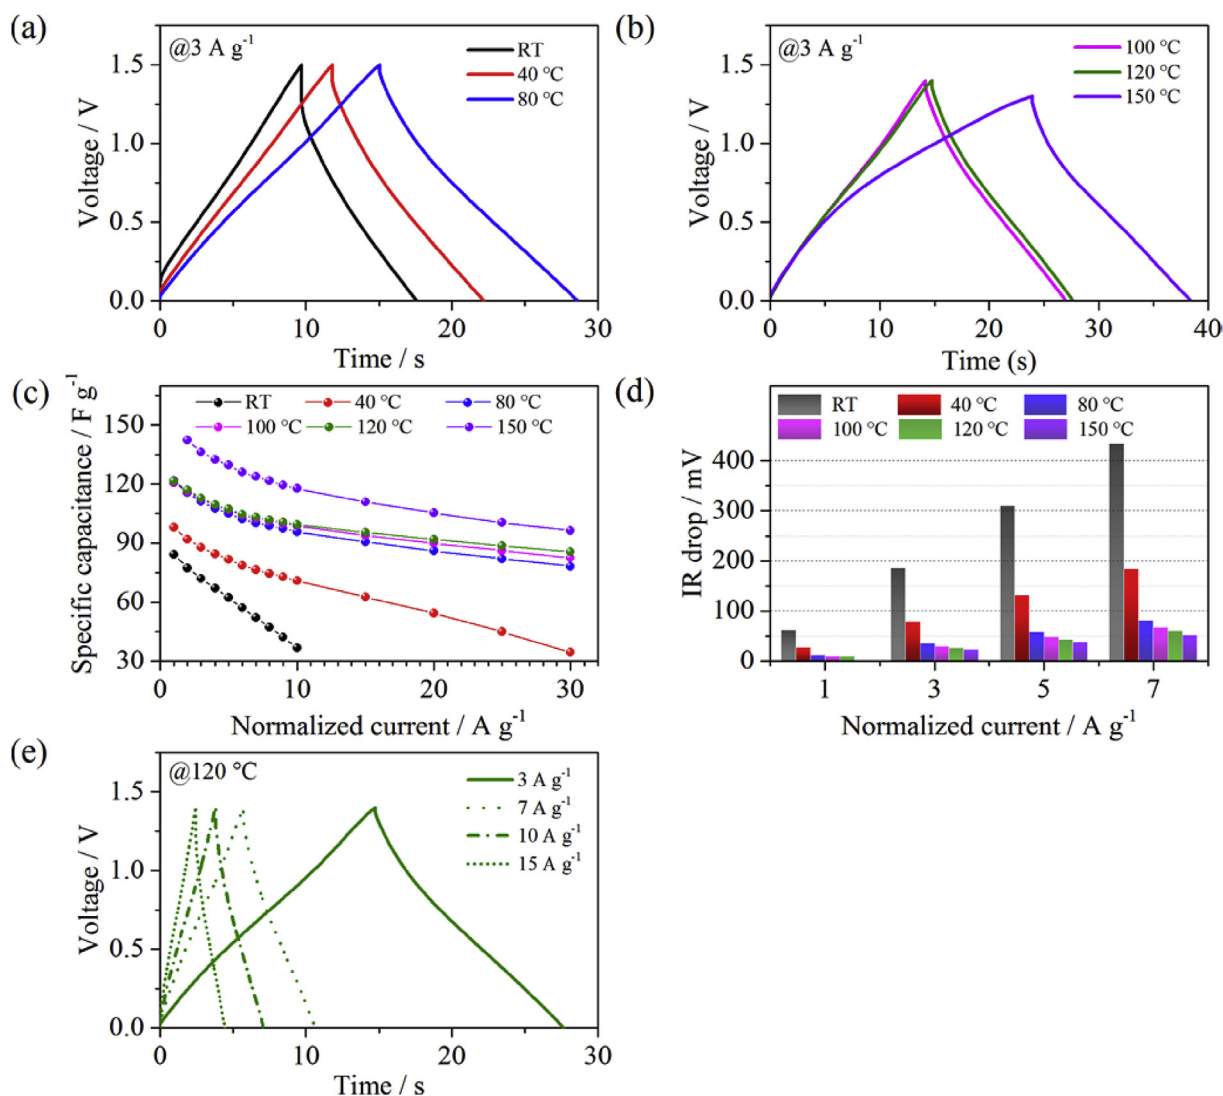 (a)
@3 A g⁻¹
RT
40 °C
80 °C
Voltage / V
1.5
1.0
0.5
0.0
0 10 20 30
Time / s
(b)
@3 A g⁻¹
100 °C
120 °C
150 °C
Voltage / V
1.5
1.0
0.5
0.0
0 10 20 30 40
Time (s)
(c)
RT 40 °C 80 °C
100 °C 120 °C 150 °C
Specific capacitance / F g⁻¹
150
120
90
60
30
0 10 20 30
Normalized current / A g⁻¹
(d)
RT 40 °C 80 °C
100 °C 120 °C 150 °C
IR drop / mV
400
300
200
100
0
1 3 5 7
Normalized current / A g⁻¹
(e)
@120 °C
3 A g⁻¹
7 A g⁻¹
10 A g⁻¹
15 A g⁻¹
Voltage / V
1.5
1.0
0.5
0.0
0 10 20 30
Time / s